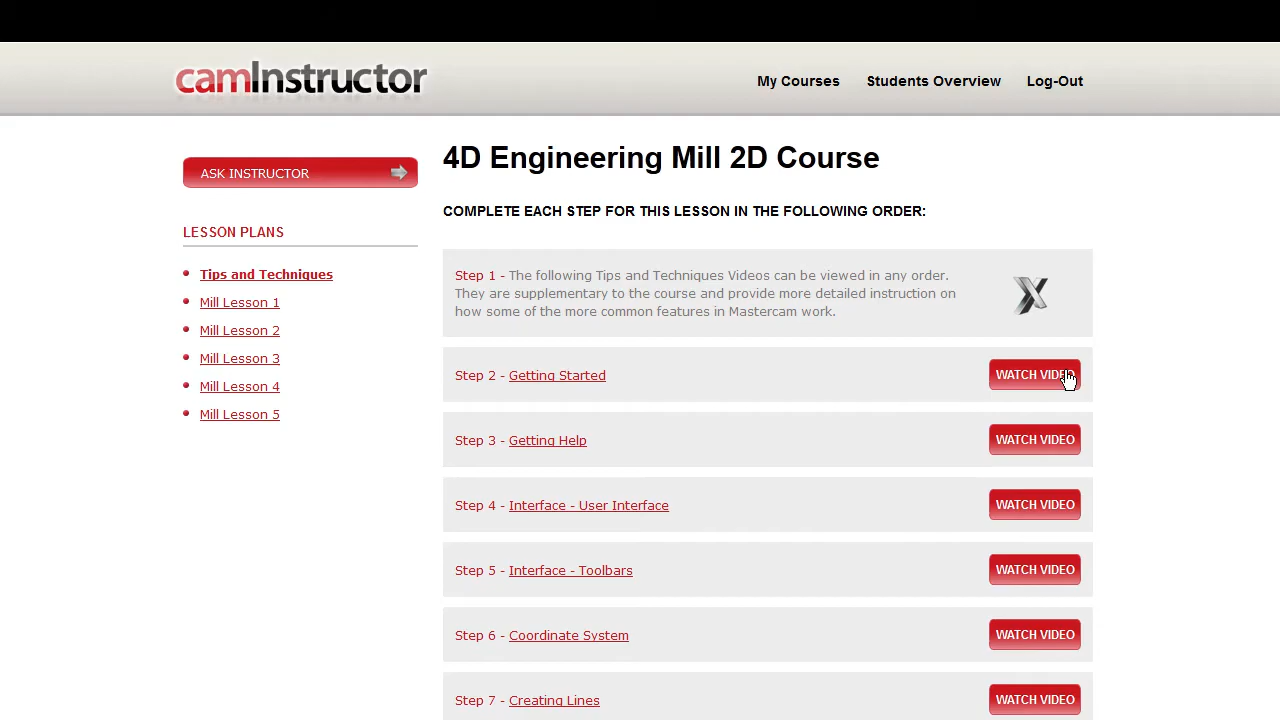 camInstructor
My Courses Students Overview Log-Out
ASK INSTRUCTOR
LESSON PLANS
Tips and Techniques
Mill Lesson 1
Mill Lesson 2
Mill Lesson 3
Mill Lesson 4
Mill Lesson 5
4D Engineering Mill 2D Course
COMPLETE EACH STEP FOR THIS LESSON IN THE FOLLOWING ORDER:
Step 1 - The following Tips and Techniques Videos can be viewed in any order.
They are supplementary to the course and provide more detailed instruction on
how some of the more common features in Mastercam work.
Step 2 - Getting Started WATCH VIDEO
Step 3 - Getting Help WATCH VIDEO
Step 4 - Interface - User Interface WATCH VIDEO
Step 5 - Interface - Toolbars WATCH VIDEO
Step 6 - Coordinate System WATCH VIDEO
Step 7 - Creating Lines WATCH VIDEO